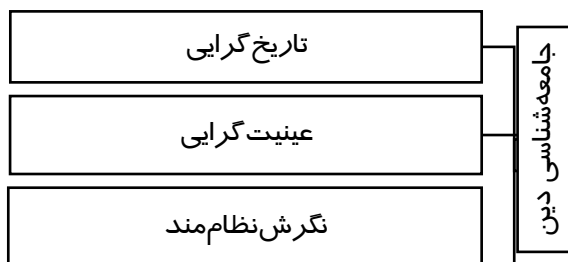 جامعه‌شناسی دین
تاریخ‌گرایی
عینیت‌گرایی
نگرش‌نظام‌مند